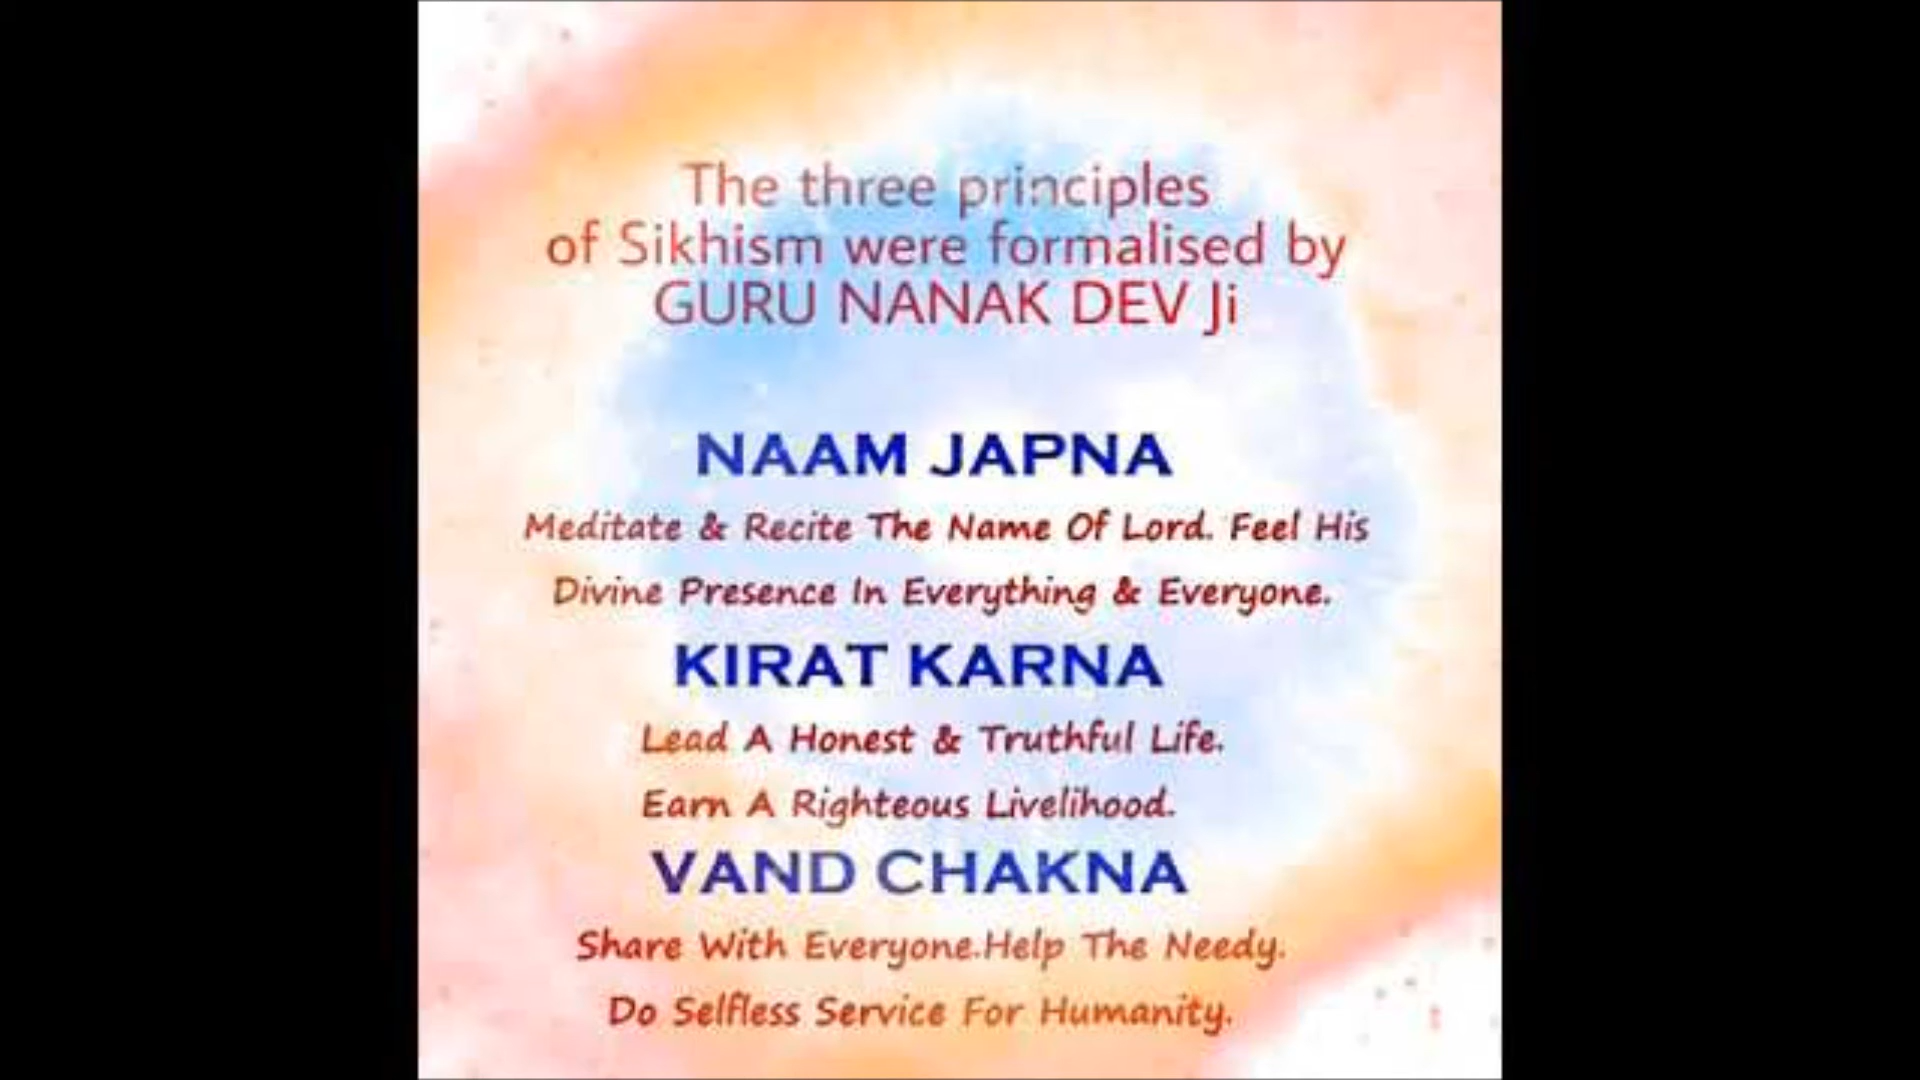 The three principles
of Sikhism were formalised by
GURU NANAK DEV Ji
NAAM JAPNA
Meditate & Recite The Name Of Lord. Feel His
Divine Presence In Everything & Everyone.
KIRAT KARNA
Lead A Honest & Truthful Life.
Earn A Righteous Livelihood.
VAND CHAKNA
Share With Everyone.Help The Needy.
Do Selfless Service For Humanity.